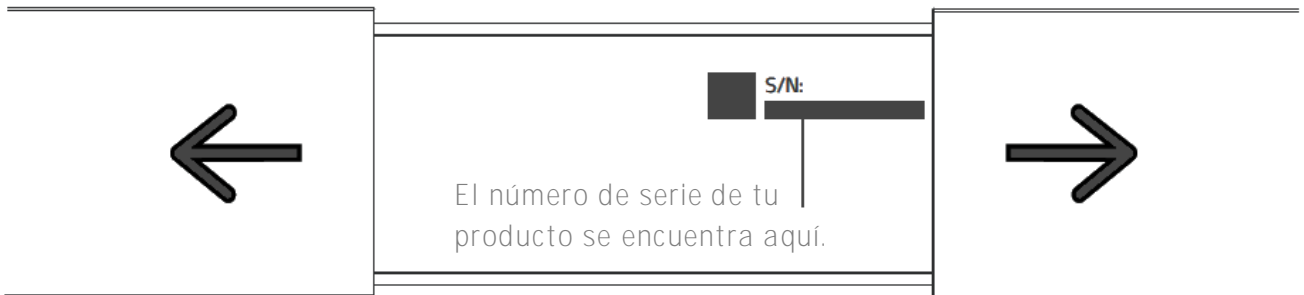 S/N:
El número de serie de tu
producto se encuentra aquí.